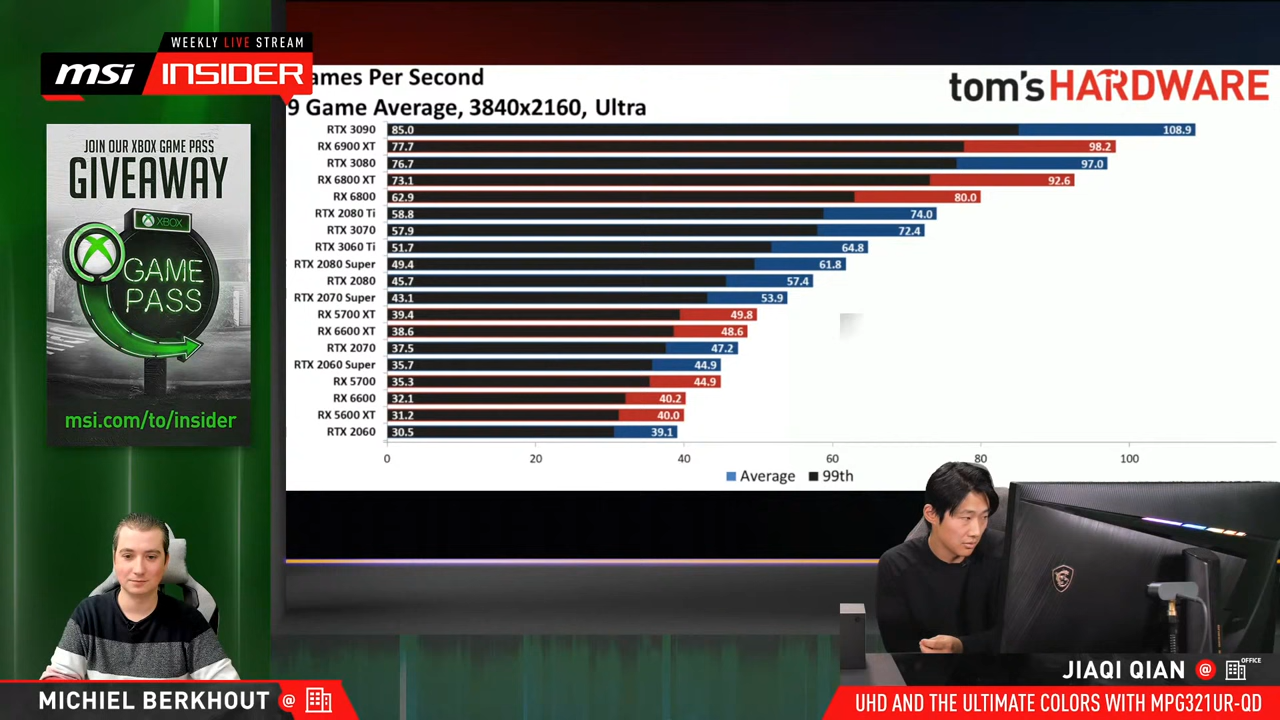 WEEKLY LIVE STREAM
msi INSIDER
JOIN OUR XBOX GAME PASS
GIVEAWAY
XBOX
GAME
PASS
msi.com/to/insider
ames Per Second
9 Game Average, 3840x2160, Ultra
tom's HARDWARE
RTX 3090 85.0 108.9
RX 6900 XT 77.7 98.2
RTX 3080 76.7 97.0
RX 6800 XT 73.1 92.6
RX 6800 62.9 80.0
RTX 2080 Ti 58.8 74.0
RTX 3070 57.9 72.4
RTX 3060 Ti 51.7 64.8
RTX 2080 Super 49.4 61.8
RTX 2080 45.7 57.4
RTX 2070 Super 43.1 53.9
RX 5700 XT 39.4 49.8
RX 6600 XT 38.6 48.6
RTX 2070 37.5 47.2
RTX 2060 Super 35.7 44.9
RX 5700 35.3 44.9
RX 6600 32.1 40.2
RX 5600 XT 31.2 40.0
RTX 2060 30.5 39.1
0 20 40 60 80 100
Average 99th
MICHIEL BERKHOUT @
JIAQI QIAN @ OFFICE
UHD AND THE ULTIMATE COLORS WITH MPG321UR-QD